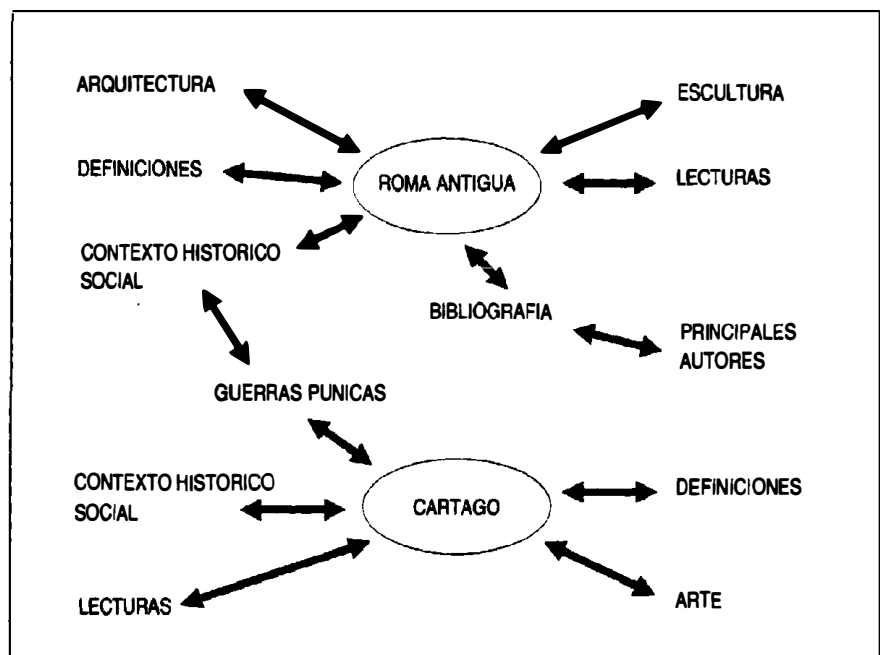 ARQUITECTURA
ESCULTURA
DEFINICIONES
ROMA ANTIGUA
LECTURAS
CONTEXTO HISTORICO
SOCIAL
BIBLIOGRAFIA
PRINCIPALES
AUTORES
GUERRAS PUNICAS
CONTEXTO HISTORICO
SOCIAL
CARTAGO
DEFINICIONES
LECTURAS
ARTE